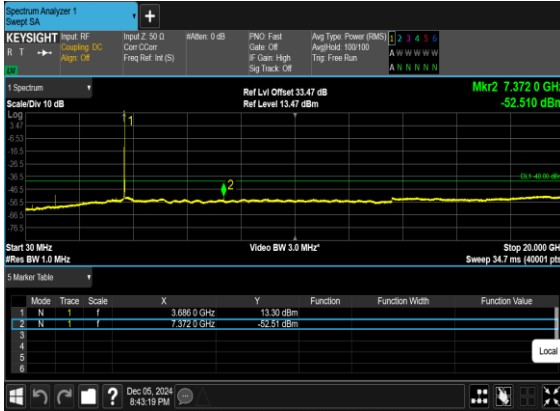 Spectrum Analyzer 1
Swept SA
+
KEYSIGHT Input: RF Input Z: 50 Ω #Atten: 0 dB PNO: Fast Avg Type: Power (RMS) 1 2 3 4 5 6
R T Coupling: DC Corr CCorr Gate: Off Avg|Hold: 100/100 A W W W W W
Align: Off Freq Ref: Int (S) IF Gain: High Trig: Free Run
Sig Track: Off A N N N N N
1 Spectrum
Scale/Div 10 dB
Ref Lvl Offset 33.47 dB
Ref Level 13.47 dBm
Mkr2 7.372 0 GHz
-52.510 dBm
Log
3.47
-6.53
-16.5
-26.5
-36.5
-46.5
-56.5
-66.5
-76.5
1
2
DL1 -40.00 dBm
Start 30 MHz Video BW 3.0 MHz* Stop 20.000 GH
#Res BW 1.0 MHz Sweep 34.7 ms (40001 pts
5 Marker Table
Mode Trace Scale X Y Function Function Width Function Value
1 N 1 f 3.686 0 GHz 13.30 dBm
2 N 1 f 7.372 0 GHz -52.51 dBm
3
4
5
6
Local
?
Dec 05, 2024
8:43:19 PM